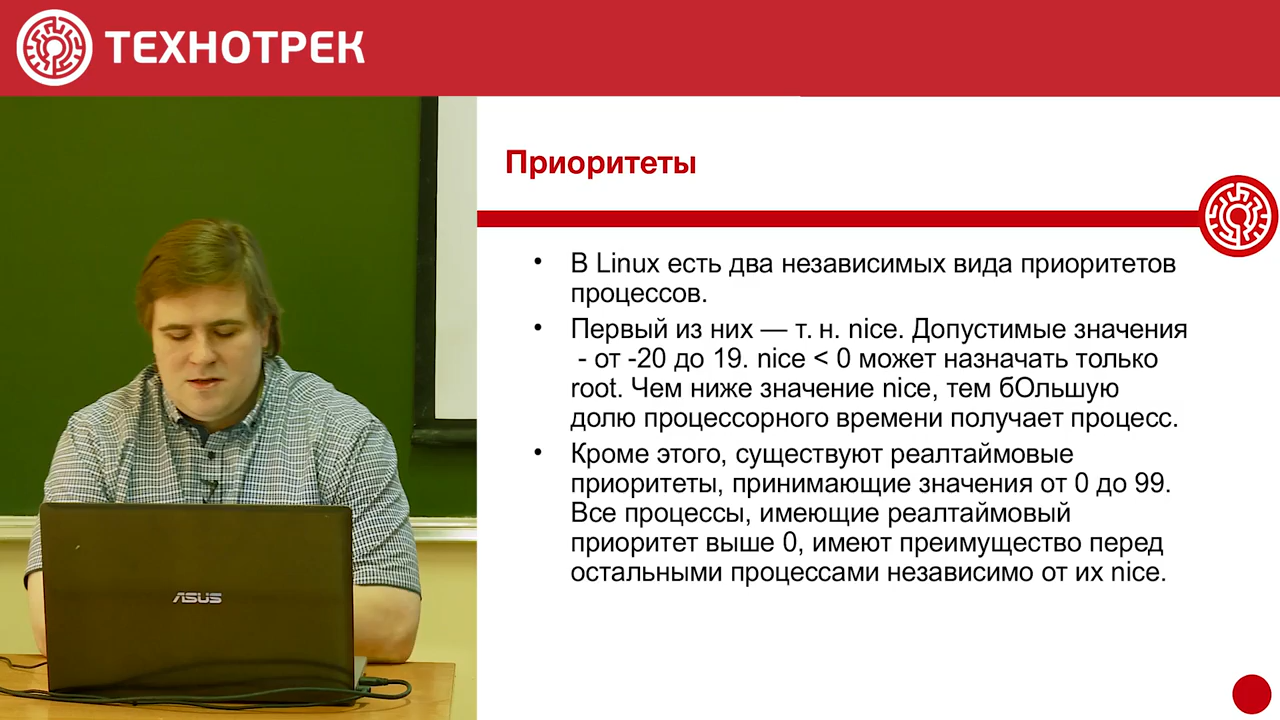 ТЕХНОТРЕК
Приоритеты
• В Linux есть два независимых вида приоритетов
процессов.
• Первый из них — т. н. nice. Допустимые значения
- от -20 до 19. nice < 0 может назначать только
root. Чем ниже значение nice, тем бОльшую
долю процессорного времени получает процесс.
• Кроме этого, существуют реалтаймовые
приоритеты, принимающие значения от 0 до 99.
Все процессы, имеющие реалтаймовый
приоритет выше 0, имеют преимущество перед
остальными процессами независимо от их nice.
ASUS